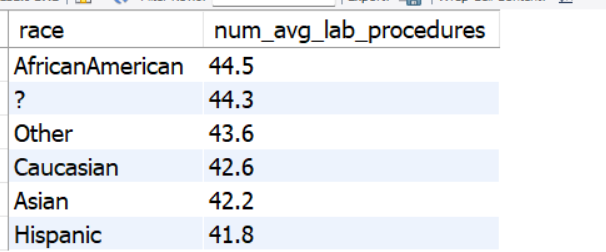 race num_avg_lab_procedures
AfricanAmerican 44.5
? 44.3
Other 43.6
Caucasian 42.6
Asian 42.2
Hispanic 41.8